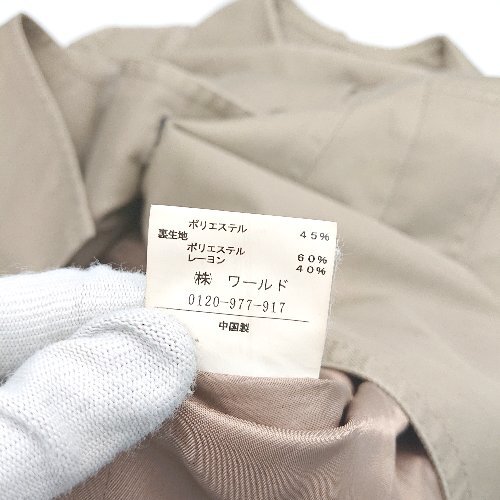 ポリエステル 45%
裏生地
ポリエステル 60%
レーヨン 40%
㈱ ワールド
0120-977-917
中国製